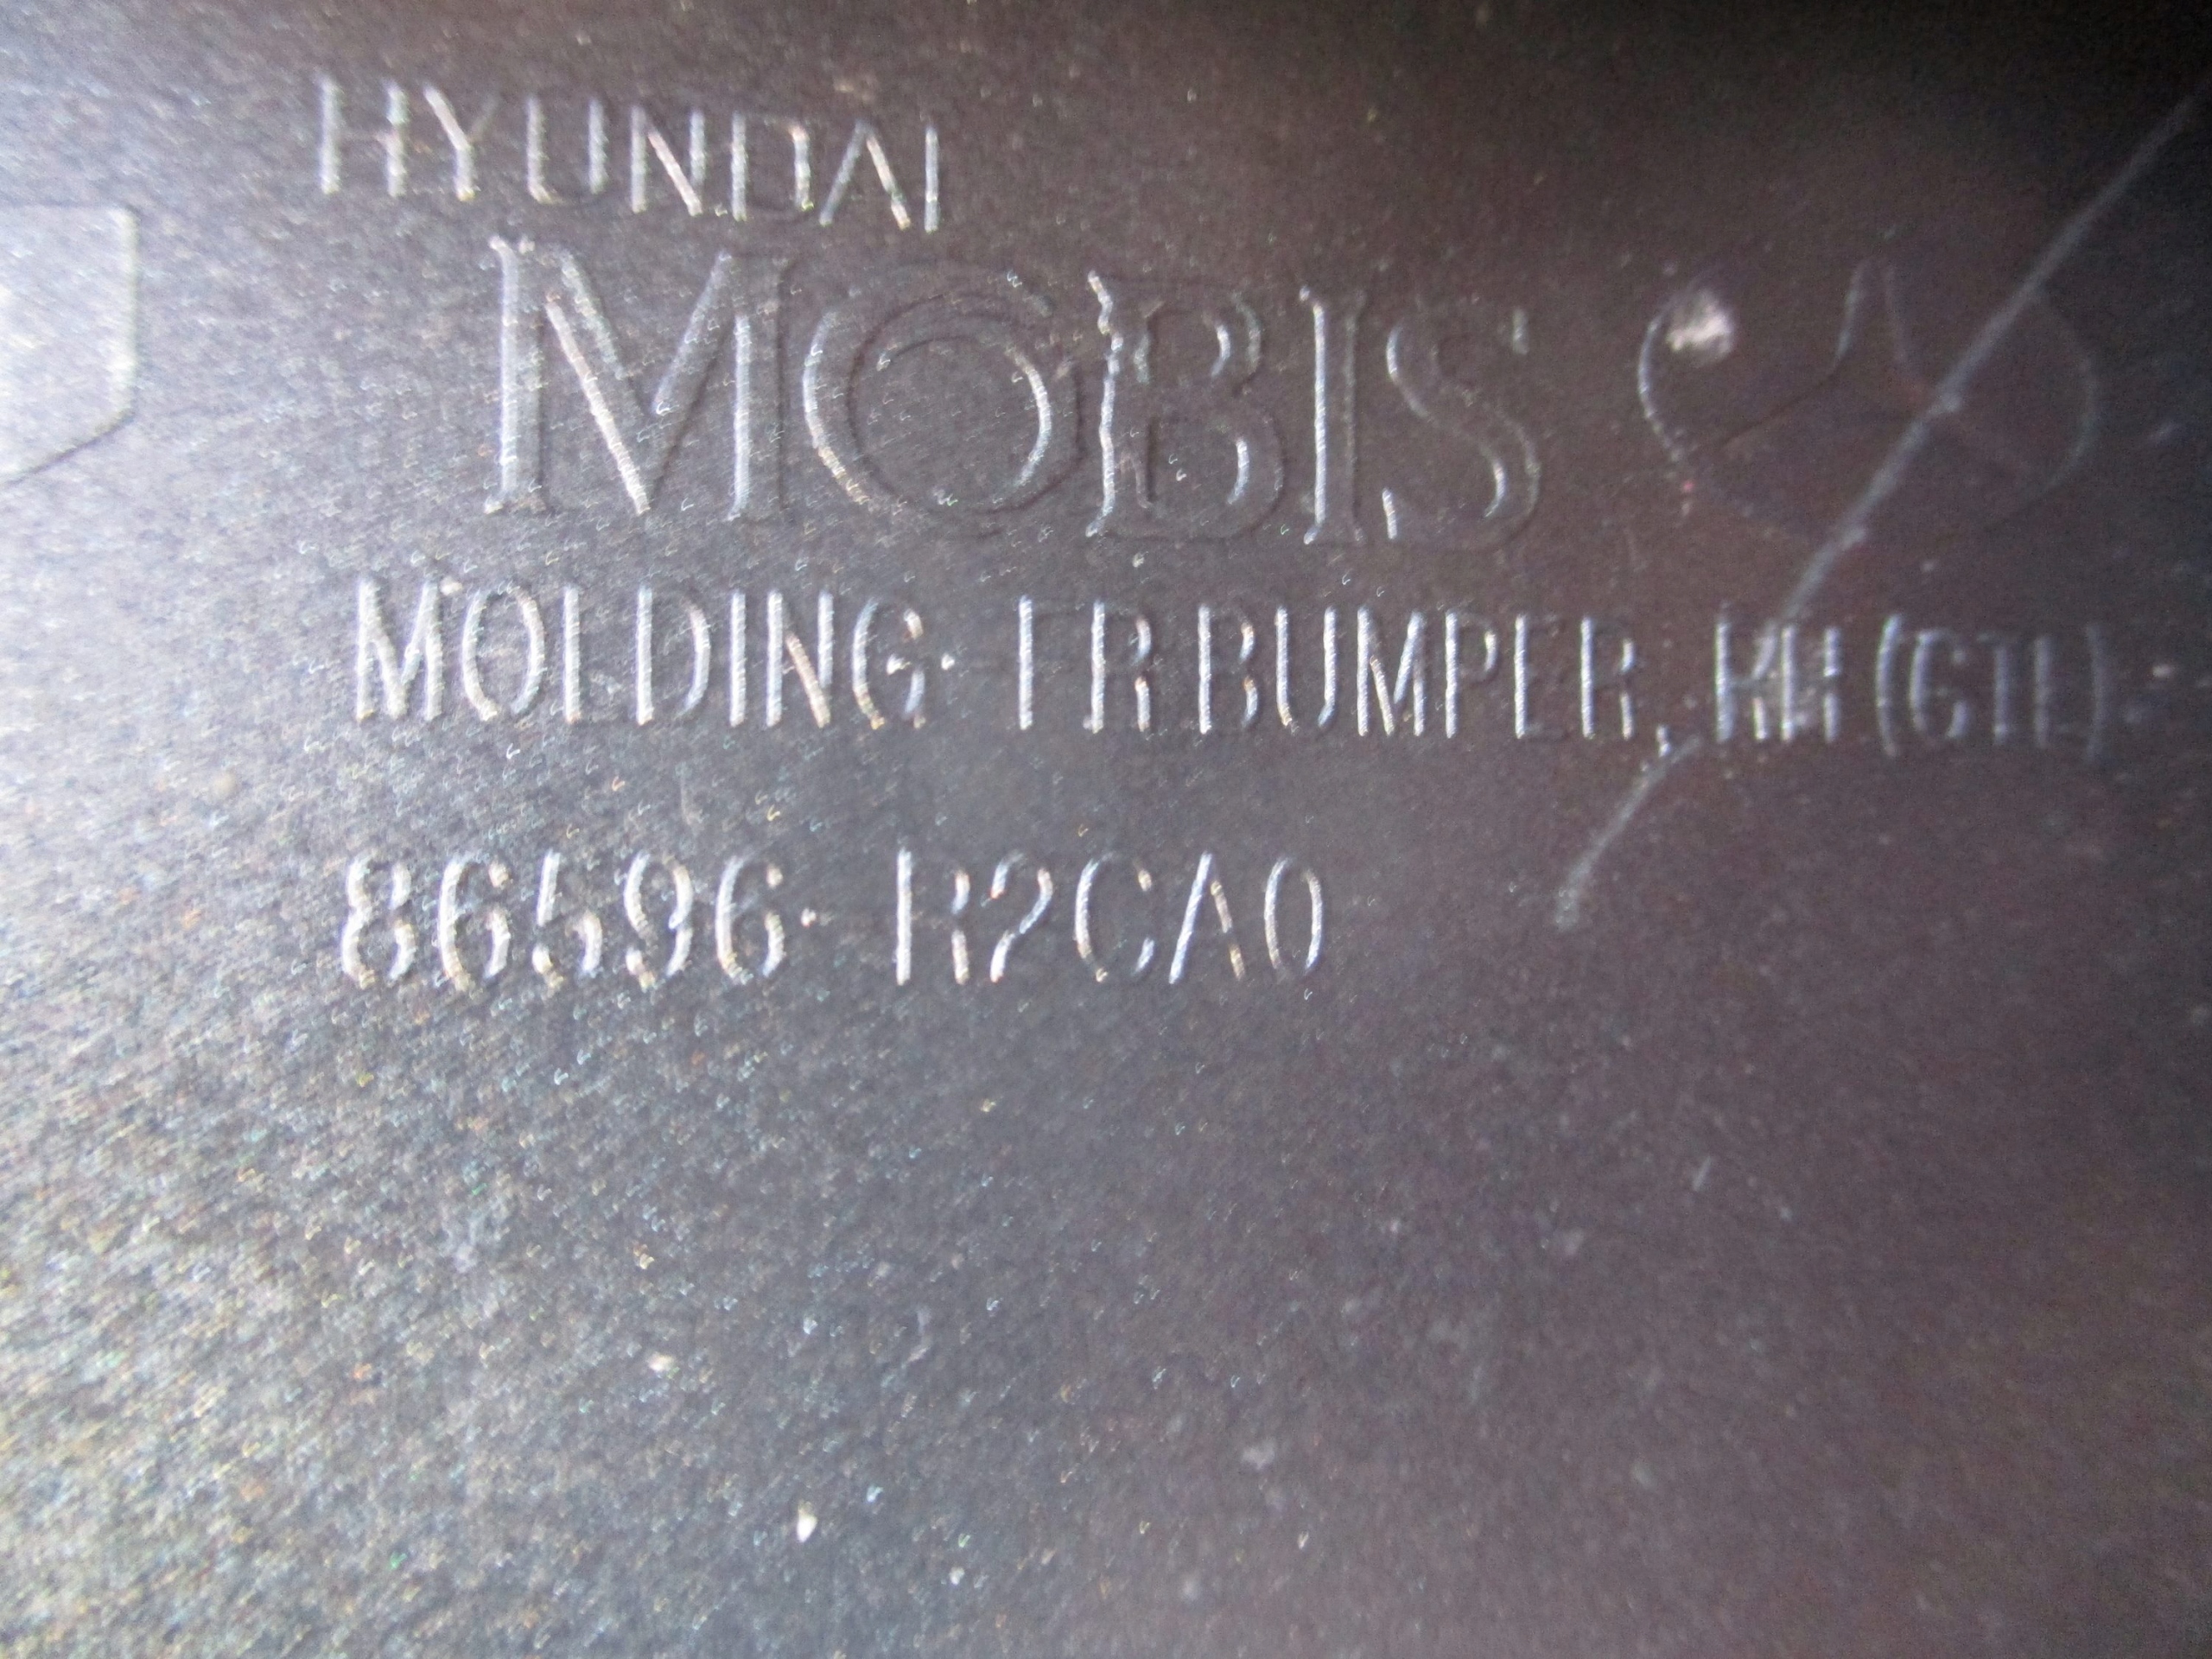 HYUNDAI
MOBIS
MOLDING-FR BUMPER, RH (GTL)
86596-R2CA0